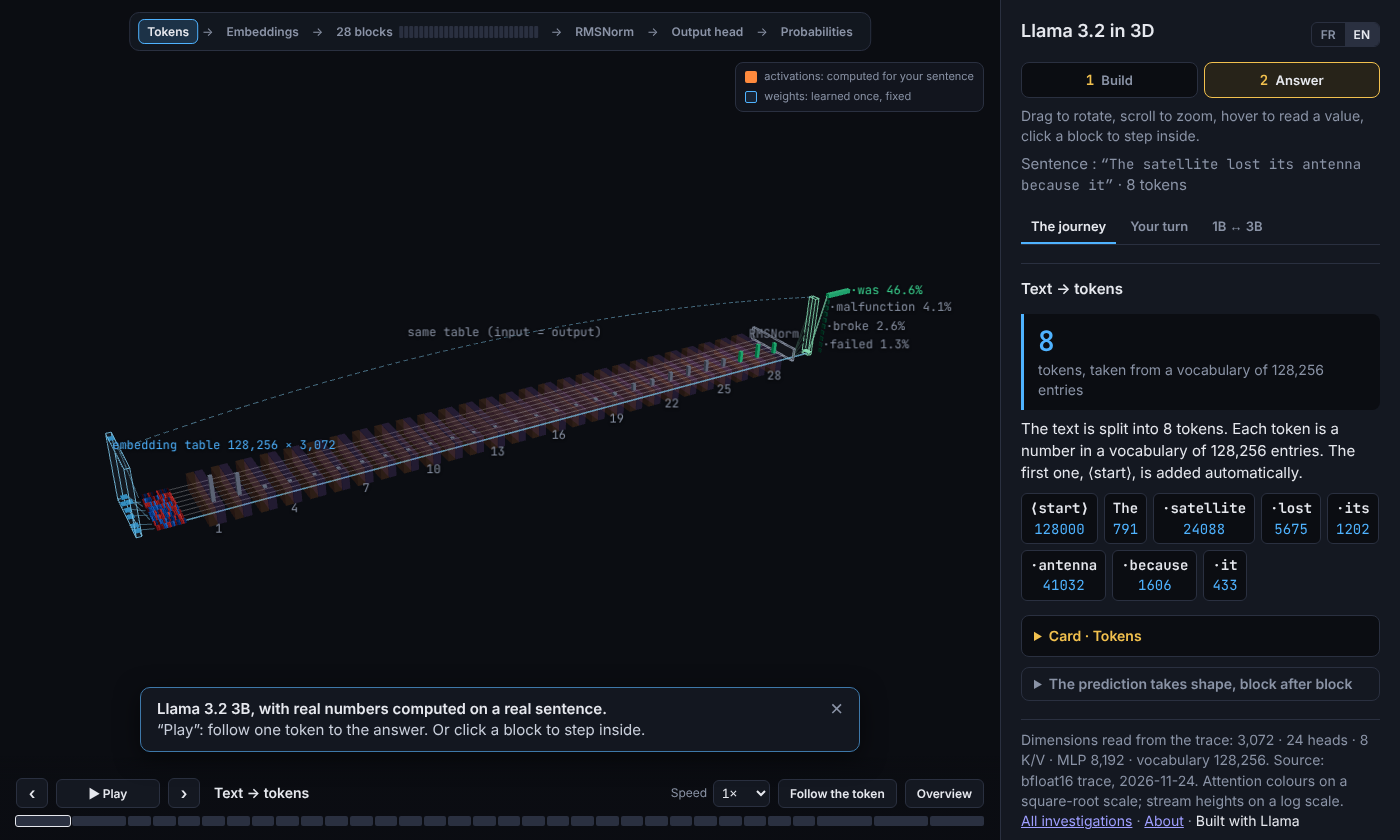 Tokens → Embeddings → 28 blocks → RMSNorm → Output head → Probabilities
activations: computed for your sentence
weights: learned once, fixed
·was 46.6%
·malfunction 4.1%
·broke 2.6%
·failed 1.3%
same table (input = output)
RMSNorm
embedding table 128,256 × 3,072
1
4
7
10
13
16
19
22
25
28
Llama 3.2 3B, with real numbers computed on a real sentence.
“Play”: follow one token to the answer. Or click a block to step inside.
×
‹ ▶ Play › Text → tokens Speed 1× Follow the token Overview
Llama 3.2 in 3D
FR EN
1 Build
2 Answer
Drag to rotate, scroll to zoom, hover to read a value,
click a block to step inside.
Sentence : “The satellite lost its antenna
because it” · 8 tokens
The journey Your turn 1B ↔ 3B
Text → tokens
8
tokens, taken from a vocabulary of 128,256
entries
The text is split into 8 tokens. Each token is a
number in a vocabulary of 128,256 entries. The
first one, ⟨start⟩, is added automatically.
⟨start⟩ The ·satellite ·lost ·its
128000 791 24088 5675 1202
·antenna ·because ·it
41032 1606 433
▶ Card · Tokens
▶ The prediction takes shape, block after block
Dimensions read from the trace: 3,072 · 24 heads · 8
K/V · MLP 8,192 · vocabulary 128,256. Source:
bfloat16 trace, 2026-11-24. Attention colours on a
square-root scale; stream heights on a log scale.
All investigations · About · Built with Llama